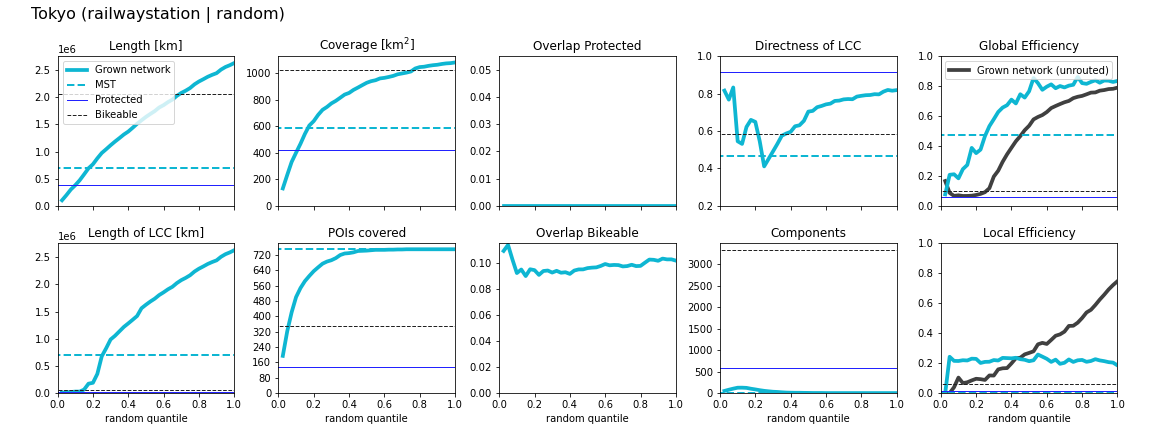 Tokyo (railwaystation | random)
Length [km]
Coverage [km²]
Overlap Protected
Directness of LCC
Global Efficiency
1e6
2.5
2.0
1.5
1.0
0.5
0.0
Grown network
MST
Protected
Bikeable
1000
800
600
400
200
0
0.05
0.04
0.03
0.02
0.01
0.00
1.0
0.8
0.6
0.4
0.2
1.0
0.8
0.6
0.4
0.2
0.0
Grown network (unrouted)
Length of LCC [km]
POIs covered
Overlap Bikeable
Components
Local Efficiency
1e6
2.5
2.0
1.5
1.0
0.5
0.0
0.0 0.2 0.4 0.6 0.8 1.0
random quantile
720
640
560
480
400
320
240
160
80
0
0.0 0.2 0.4 0.6 0.8 1.0
random quantile
0.10
0.08
0.06
0.04
0.02
0.00
0.0 0.2 0.4 0.6 0.8 1.0
random quantile
3000
2500
2000
1500
1000
500
0
0.0 0.2 0.4 0.6 0.8 1.0
random quantile
1.0
0.8
0.6
0.4
0.2
0.0
0.0 0.2 0.4 0.6 0.8 1.0
random quantile